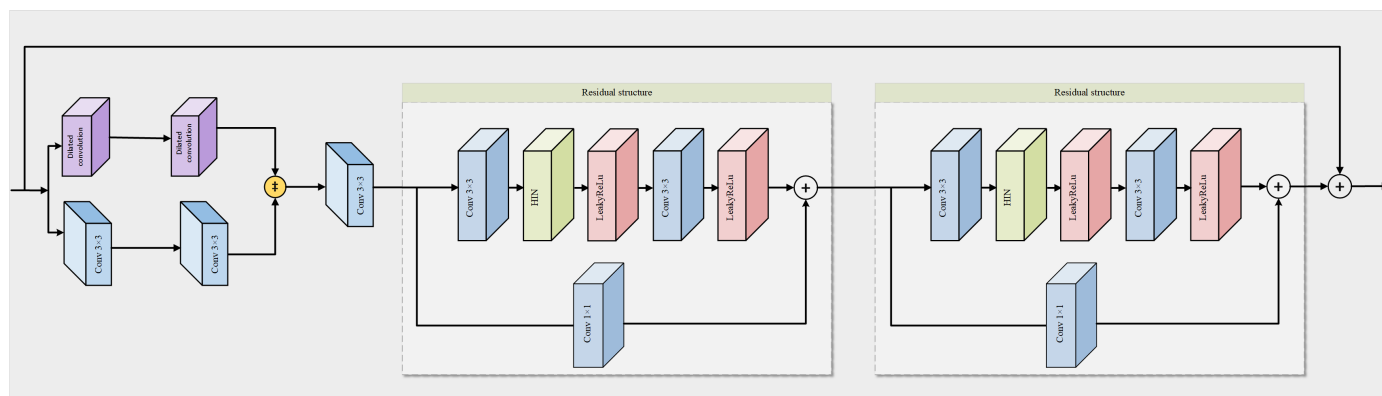 Residual structure
Residual structure
Dilated
convolution
Dilated
convolution
Conv 3×3
Conv 3×3
Conv 3×3
Conv 3×3
HIN
LeakyReLu
Conv 3×3
LeakyReLu
+
Conv 1×1
Conv 3×3
HIN
LeakyReLu
Conv 3×3
LeakyReLu
+
+
Conv 1×1